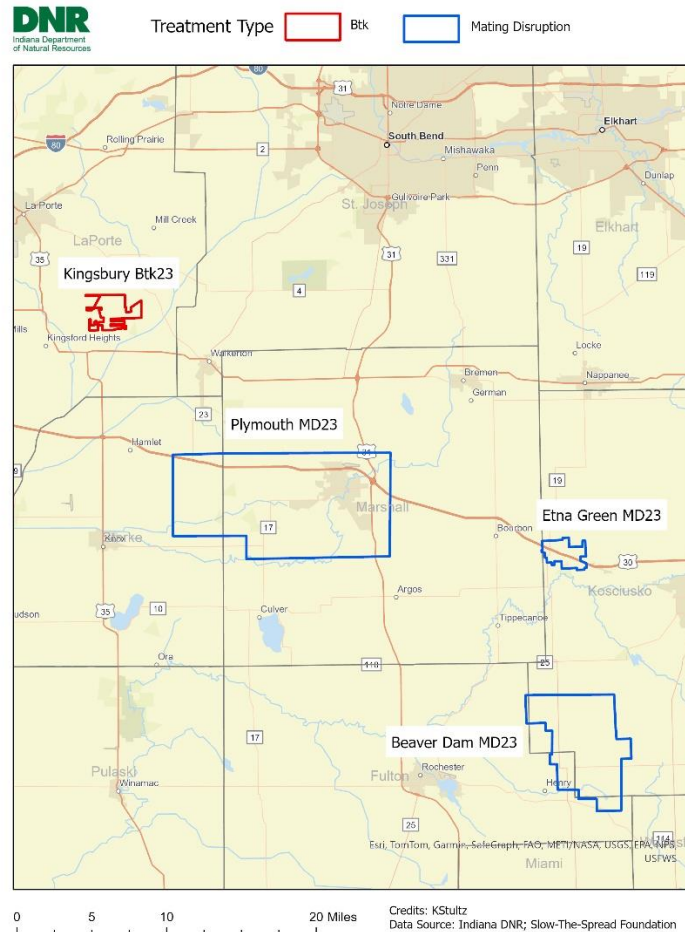 DNR
Indiana Department
of Natural Resources
Treatment Type
Btk
Mating Disruption
80
31
Notre Dame
Elkhart
80
Rolling Prairie
2
South Bend
Mishawaka
Penn
Dunlap
La Porte
Gulivoire Park
St. Joseph
Mill Creek
LaPorte
Elkhart
35
31
331
19
119
Kingsbury Btk23
4
Kingsford Heights
Locke
Walkerton
Bremen
Nappanee
German
23
Plymouth MD23
Hamlet
31
19
Marshall
Etna Green MD23
17
Bourbon
Knox
30
Kosciusko
35
10
Argos
Culver
Tippecanoe
Ora
110
25
17
Beaver Dam MD23
Pulaski
Rochester
Fulton
Winamac
Henry
25
114
Esri, TomTom, Garmin, SafeGraph, FAO, METI/NASA, USGS, EPA, NPS,
USFWS
Miami
0 5 10 20 Miles
Credits: KStultz
Data Source: Indiana DNR; Slow-The-Spread Foundation